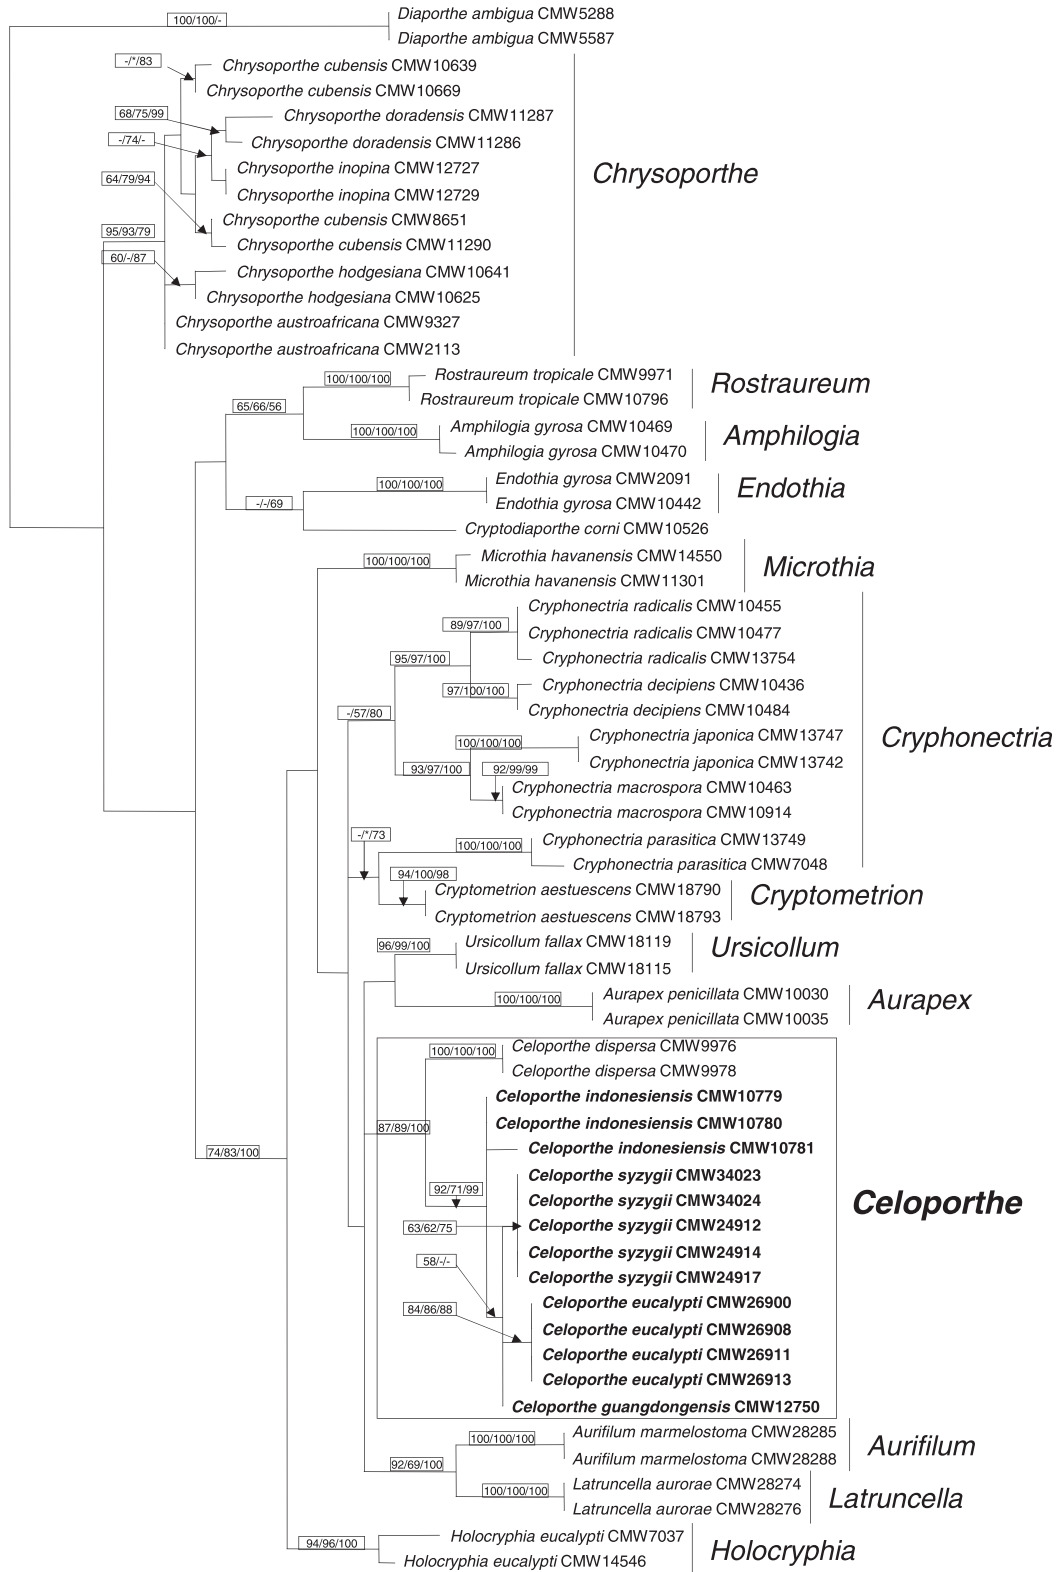 100/100/-
Diaporthe ambigua CMW5288
Diaporthe ambigua CMW5587
-/*/83
Chrysoporthe cubensis CMW10639
Chrysoporthe cubensis CMW10669
68/75/99
Chrysoporthe doradensis CMW11287
-/74/-
Chrysoporthe doradensis CMW11286
Chrysoporthe inopina CMW12727
Chrysoporthe
64/79/94
Chrysoporthe inopina CMW12729
Chrysoporthe cubensis CMW8651
95/93/79
Chrysoporthe cubensis CMW11290
60/-/87
Chrysoporthe hodgesiana CMW10641
Chrysoporthe hodgesiana CMW10625
Chrysoporthe austroafricana CMW9327
Chrysoporthe austroafricana CMW2113
100/100/100
Rostraureum tropicale CMW9971
Rostraureum
65/66/56
Rostraureum tropicale CMW10796
100/100/100
Amphilogia gyrosa CMW10469
Amphilogia
Amphilogia gyrosa CMW10470
100/100/100
Endothia gyrosa CMW2091
Endothia
-/-/69
Endothia gyrosa CMW10442
Cryptodiaporthe corni CMW10526
100/100/100
Microthia havanensis CMW14550
Microthia
Microthia havanensis CMW11301
Cryphonectria radicalis CMW10455
89/97/100
Cryphonectria radicalis CMW10477
95/97/100
Cryphonectria radicalis CMW13754
97/100/100
Cryphonectria decipiens CMW10436
-/57/80
Cryphonectria decipiens CMW10484
100/100/100
Cryphonectria japonica CMW13747
Cryphonectria
Cryphonectria japonica CMW13742
93/97/100
92/99/99
Cryphonectria macrospora CMW10463
Cryphonectria macrospora CMW10914
-/*/73
100/100/100
Cryphonectria parasitica CMW13749
Cryphonectria parasitica CMW7048
94/100/98
Cryptometrion aestuescens CMW18790
Cryptometrion
Cryptometrion aestuescens CMW18793
96/99/100
Ursicollum fallax CMW18119
Ursicollum
Ursicollum fallax CMW18115
100/100/100
Aurapex penicillata CMW10030
Aurapex
Aurapex penicillata CMW10035
100/100/100
Celoporthe dispersa CMW9976
Celoporthe dispersa CMW9978
Celoporthe indonesiensis CMW10779
87/89/100
Celoporthe indonesiensis CMW10780
74/83/100
Celoporthe indonesiensis CMW10781
Celoporthe syzygii CMW34023
92/71/99
Celoporthe syzygii CMW34024
Celoporthe
63/62/75
Celoporthe syzygii CMW24912
Celoporthe syzygii CMW24914
58/-/-
Celoporthe syzygii CMW24917
84/86/88
Celoporthe eucalypti CMW26900
Celoporthe eucalypti CMW26908
Celoporthe eucalypti CMW26911
Celoporthe eucalypti CMW26913
Celoporthe guangdongensis CMW12750
100/100/100
Aurifilum marmelostoma CMW28285
Aurifilum
Aurifilum marmelostoma CMW28288
92/69/100
100/100/100
Latruncella aurorae CMW28274
Latruncella
Latruncella aurorae CMW28276
94/96/100
Holocryphia eucalypti CMW7037
Holocryphia
Holocryphia eucalypti CMW14546